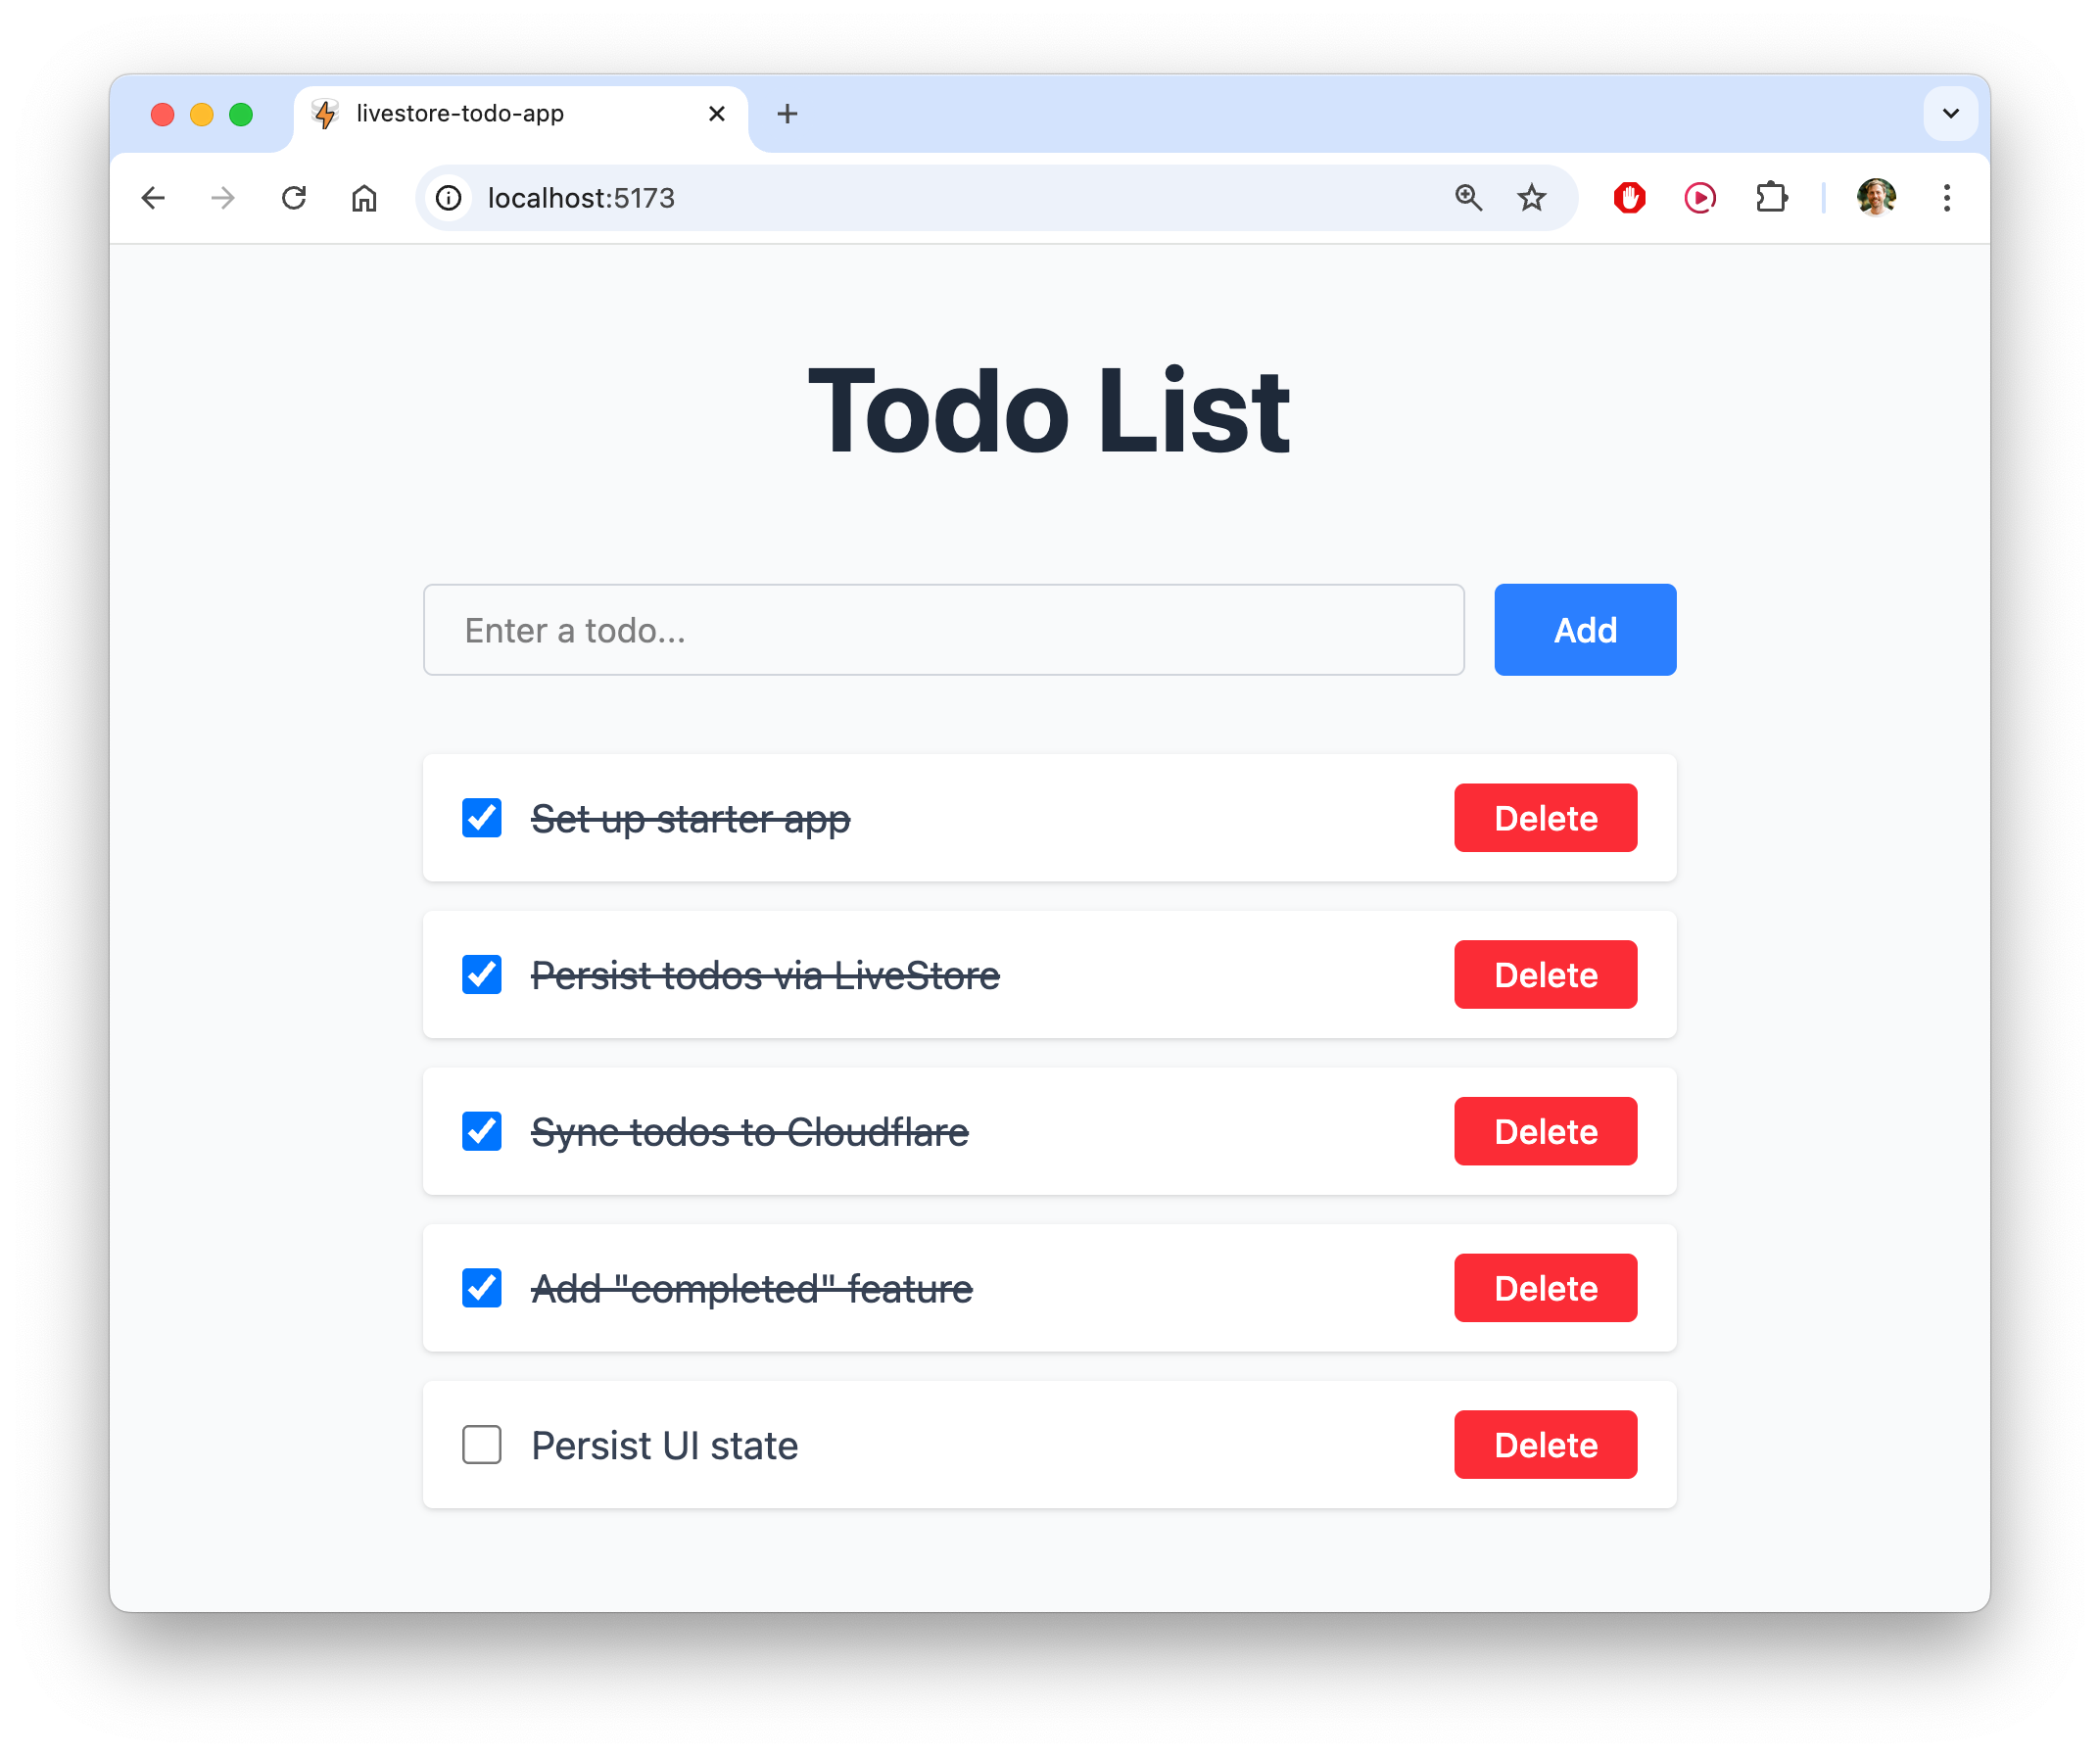 livestore-todo-app
localhost:5173
Todo List
Enter a todo...
Add
Set up starter app
Delete
Persist todos via LiveStore
Delete
Sync todos to Cloudflare
Delete
Add "completed" feature
Delete
Persist UI state
Delete